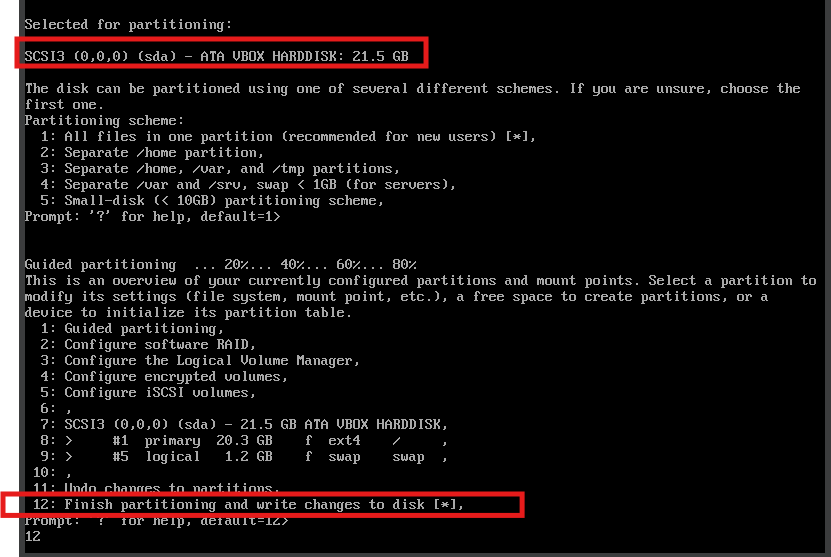 Selected for partitioning:
SCSI3 (0,0,0) (sda) - ATA VBOX HARDDISK: 21.5 GB
The disk can be partitioned using one of several different schemes. If you are unsure, choose the
first one.
Partitioning scheme:
1: All files in one partition (recommended for new users) [*],
2: Separate /home partition,
3: Separate /home, /var, and /tmp partitions,
4: Separate /var and /srv, swap < 1GB (for servers),
5: Small-disk (< 10GB) partitioning scheme,
Prompt: '?' for help, default=1>
Guided partitioning ... 20%... 40%... 60%... 80%
This is an overview of your currently configured partitions and mount points. Select a partition to
modify its settings (file system, mount point, etc.), a free space to create partitions, or a
device to initialize its partition table.
1: Guided partitioning,
2: Configure software RAID,
3: Configure the Logical Volume Manager,
4: Configure encrypted volumes,
5: Configure iSCSI volumes,
6: ,
7: SCSI3 (0,0,0) (sda) - 21.5 GB ATA VBOX HARDDISK,
8: > #1 primary 20.3 GB f ext4 / ,
9: > #5 logical 1.2 GB f swap swap ,
10: ,
11: Undo changes to partitions,
12: Finish partitioning and write changes to disk [*],
Prompt: '?' for help, default=12>
12